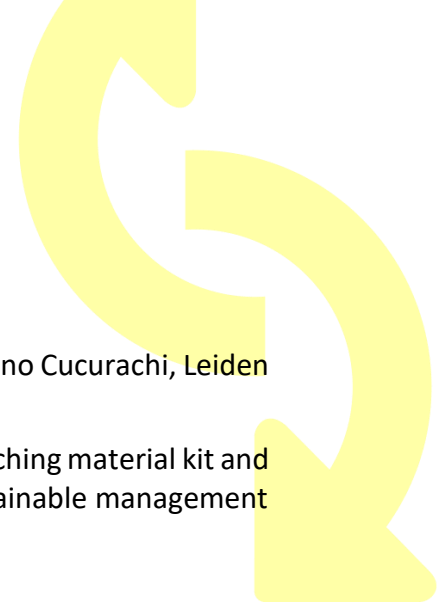 no Cucurachi, Leiden
ching material kit and
ainable management